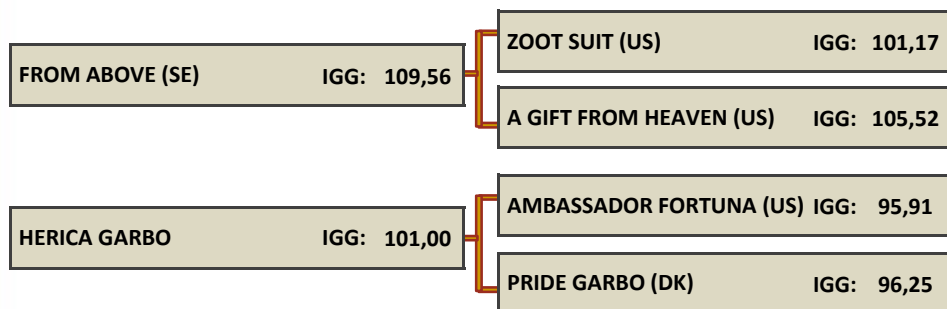 ZOOT SUIT (US) IGG: 101,17
FROM ABOVE (SE) IGG: 109,56
A GIFT FROM HEAVEN (US) IGG: 105,52
AMBASSADOR FORTUNA (US) IGG: 95,91
HERICA GARBO IGG: 101,00
PRIDE GARBO (DK) IGG: 96,25